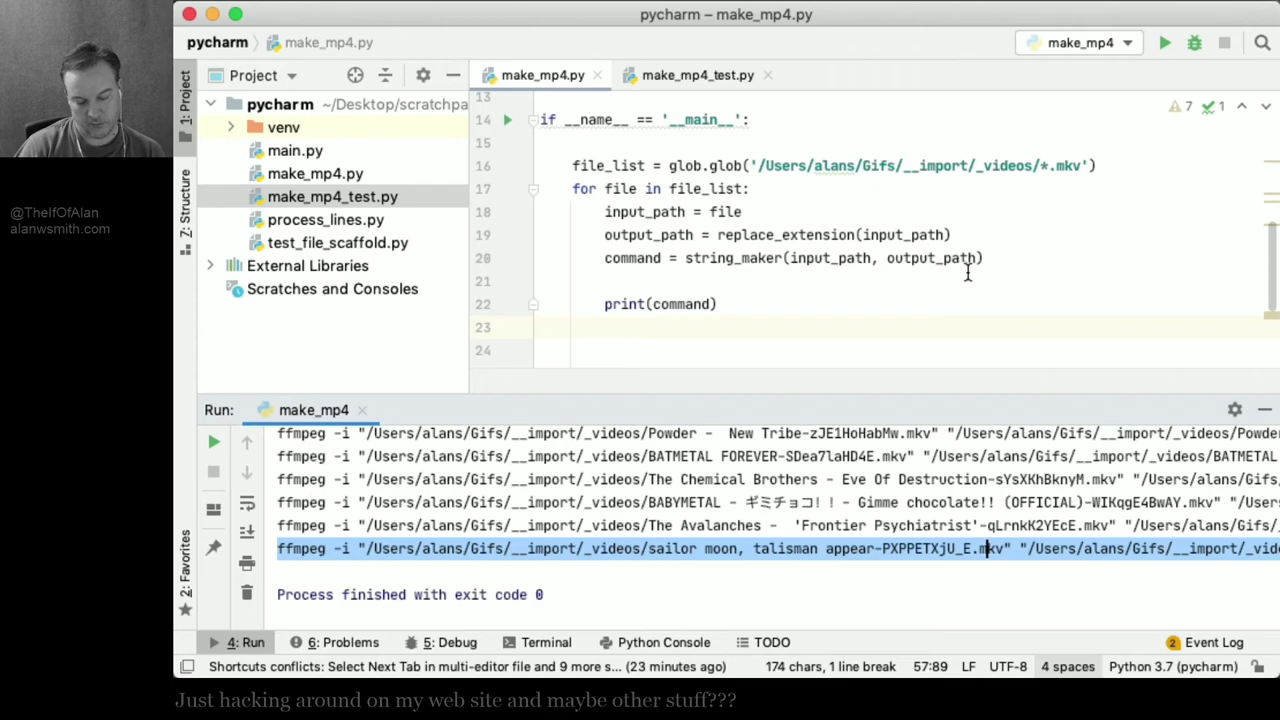 pycharm – make_mp4.py
pycharm make_mp4.py make_mp4
1: Project
Project
make_mp4.py make_mp4_test.py
pycharm ~/Desktop/scratchpa
venv
main.py
make_mp4.py
make_mp4_test.py
process_lines.py
test_file_scaffold.py
External Libraries
Scratches and Consoles
Z: Structure
2: Favorites
@TheIfOfAlan
alanwsmith.com
7 1
13
14 if __name__ == '__main__':
15
16 file_list = glob.glob('/Users/alans/Gifs/__import/_videos/*.mkv')
17 for file in file_list:
18 input_path = file
19 output_path = replace_extension(input_path)
20 command = string_maker(input_path, output_path)
21
22 print(command)
23
24
Run: make_mp4
ffmpeg -i "/Users/alans/Gifs/__import/_videos/Powder -  New Tribe-zJE1HoHabMw.mkv" "/Users/alans/Gifs/__import/_videos/Powde
ffmpeg -i "/Users/alans/Gifs/__import/_videos/BATMETAL FOREVER-SDea7laHD4E.mkv" "/Users/alans/Gifs/__import/_videos/BATMETAL
ffmpeg -i "/Users/alans/Gifs/__import/_videos/The Chemical Brothers - Eve Of Destruction-sYsXKhBknyM.mkv" "/Users/alans/Gifs
ffmpeg -i "/Users/alans/Gifs/__import/_videos/BABYMETAL - ギミチョコ！！- Gimme chocolate!! (OFFICIAL)-WIKqgE4BwAY.mkv" "/Users
ffmpeg -i "/Users/alans/Gifs/__import/_videos/The Avalanches -  'Frontier Psychiatrist'-qLrnkK2YEcE.mkv" "/Users/alans/Gifs/
ffmpeg -i "/Users/alans/Gifs/__import/_videos/sailor moon, talisman appear-PXPPETXjU_E.mkv" "/Users/alans/Gifs/__import/_vid
Process finished with exit code 0
4: Run 6: Problems 5: Debug Terminal Python Console TODO 2 Event Log
Shortcuts conflicts: Select Next Tab in multi-editor file and 9 more s... (23 minutes ago) 174 chars, 1 line break 57:89 LF UTF-8 4 spaces Python 3.7 (pycharm)
Just hacking around on my web site and maybe other stuff???